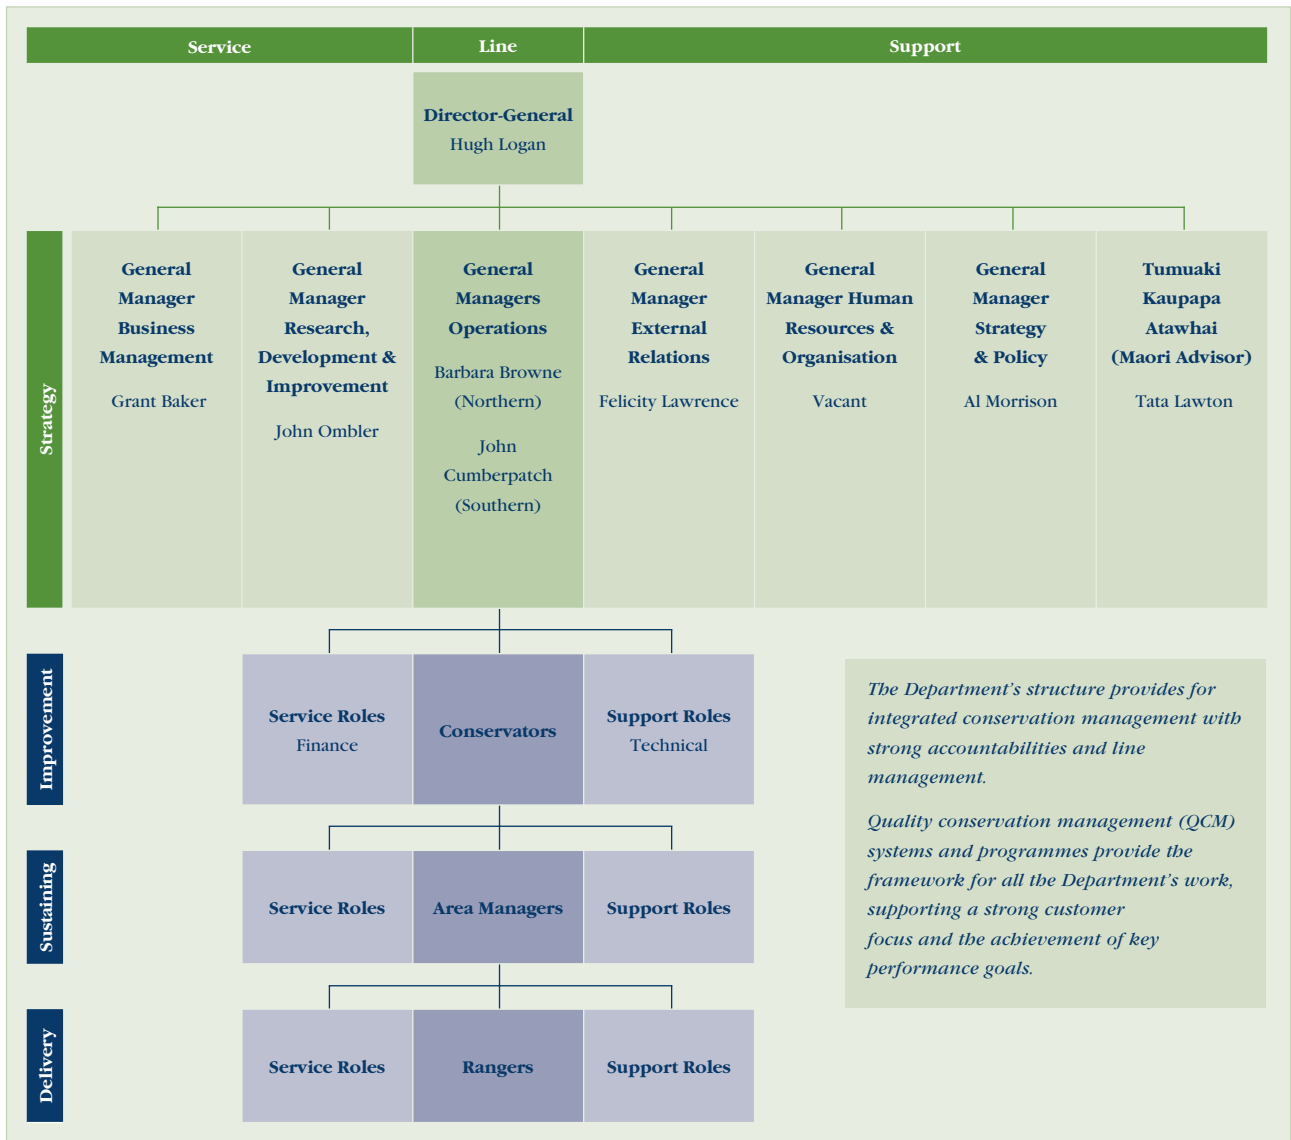 Service
Line
Support
Director-General
Hugh Logan
Strategy
General
Manager
Business
Management
Grant Baker
General
Manager
Research,
Development &
Improvement
John Ombler
General
Managers
Operations
Barbara Browne
(Northern)
John
Cumberpatch
(Southern)
General
Manager
External
Relations
Felicity Lawrence
General
Manager Human
Resources &
Organisation
Vacant
General
Manager
Strategy
& Policy
Al Morrison
Tumuaki
Kaupapa
Atawhai
(Maori Advisor)
Tata Lawton
Improvement
Service Roles
Finance
Conservators
Support Roles
Technical
The Department's structure provides for
integrated conservation management with
strong accountabilities and line
management.
Quality conservation management (QCM)
systems and programmes provide the
framework for all the Department's work,
supporting a strong customer
focus and the achievement of key
performance goals.
Sustaining
Service Roles
Area Managers
Support Roles
Delivery
Service Roles
Rangers
Support Roles